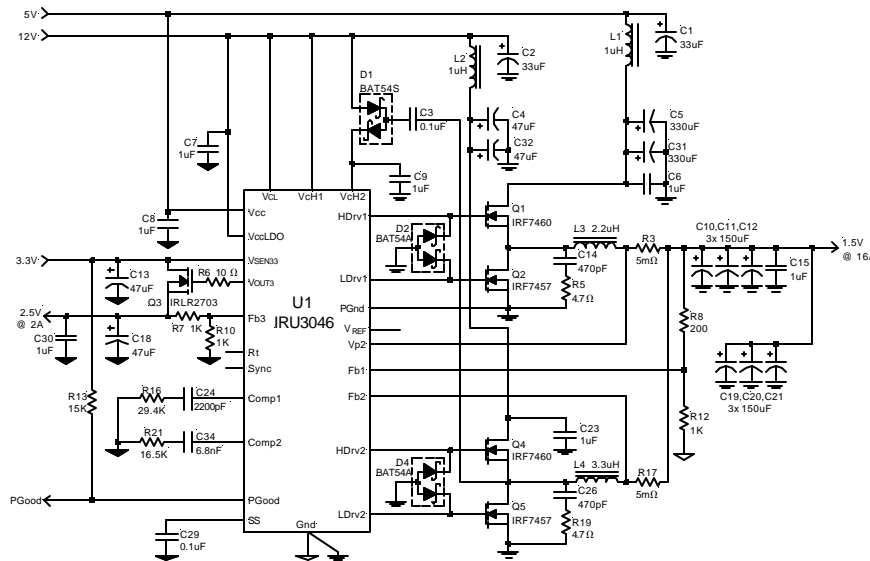 5V
12V
L1
1uH
C1
33uF
L2
1uH
C2
33uF
D1
BAT54S
C3
0.1uF
C4
47uF
C32
47uF
C5
330uF
C31
330uF
C6
1uF
C7
1uF
C9
1uF
C8
1uF
VCL
VcH1
VcH2
Vcc
VccLDO
HDrv1
D2
BAT54A
Q1
IRF7460
L3 2.2uH
R3
5mΩ
C10,C11,C12
3x 150uF
C15
1uF
1.5V
@ 16A
3.3V
VSEN33
C13
47uF
R6 10 Ω
VOUT3
Q3
IRLR2703
LDrv1
Q2
IRF7457
C14
470pF
R5
4.7Ω
U1
IRU3046
PGnd
2.5V
@ 2A
R7 1K
Fb3
R10
1K
C30
1uF
C18
47uF
VREF
Vp2
Rt
Sync
Fb1
Fb2
R8
200
C19,C20,C21
3x 150uF
R13
15K
R16
29.4K
C24
2200pF
Comp1
R21
16.5K
C34
6.8nF
Comp2
C23
1uF
R12
1K
HDrv2
D4
BAT54A
Q4
IRF7460
L4 3.3uH
R17
5mΩ
PGood
PGood
LDrv2
Q5
IRF7457
C26
470pF
R19
4.7Ω
SS
C29
0.1uF
Gnd